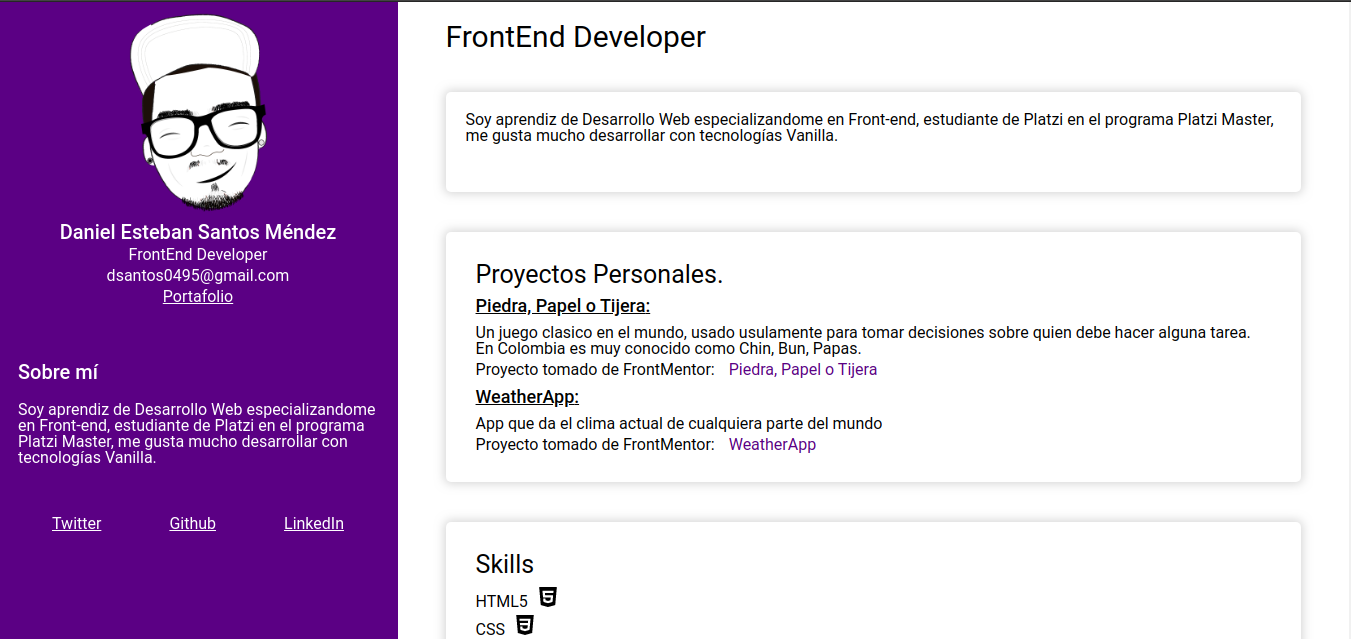 Daniel Esteban Santos Méndez
FrontEnd Developer
dsantos0495@gmail.com
Portafolio
Sobre mí
Soy aprendiz de Desarrollo Web especializandome
en Front-end, estudiante de Platzi en el programa
Platzi Master, me gusta mucho desarrollar con
tecnologías Vanilla.
Twitter Github LinkedIn
FrontEnd Developer
Soy aprendiz de Desarrollo Web especializandome en Front-end, estudiante de Platzi en el programa Platzi Master,
me gusta mucho desarrollar con tecnologías Vanilla.
Proyectos Personales.
Piedra, Papel o Tijera:
Un juego clasico en el mundo, usado usulamente para tomar decisiones sobre quien debe hacer alguna tarea.
En Colombia es muy conocido como Chin, Bun, Papas.
Proyecto tomado de FrontMentor: Piedra, Papel o Tijera
WeatherApp:
App que da el clima actual de cualquiera parte del mundo
Proyecto tomado de FrontMentor: WeatherApp
Skills
HTML5
CSS